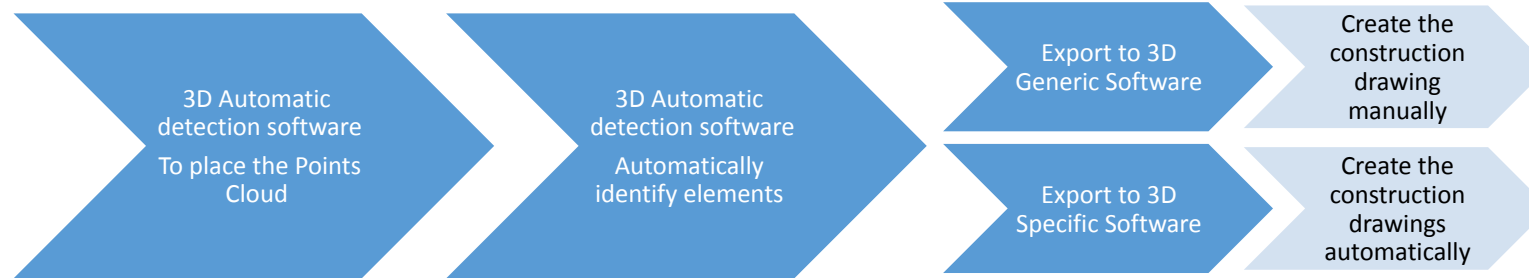 3D Automatic
detection software
To place the Points
Cloud
3D Automatic
detection software
Automatically
identify elements
Export to 3D
Generic Software
Create the
construction
drawing
manually
Export to 3D
Specific Software
Create the
construction
drawings
automatically